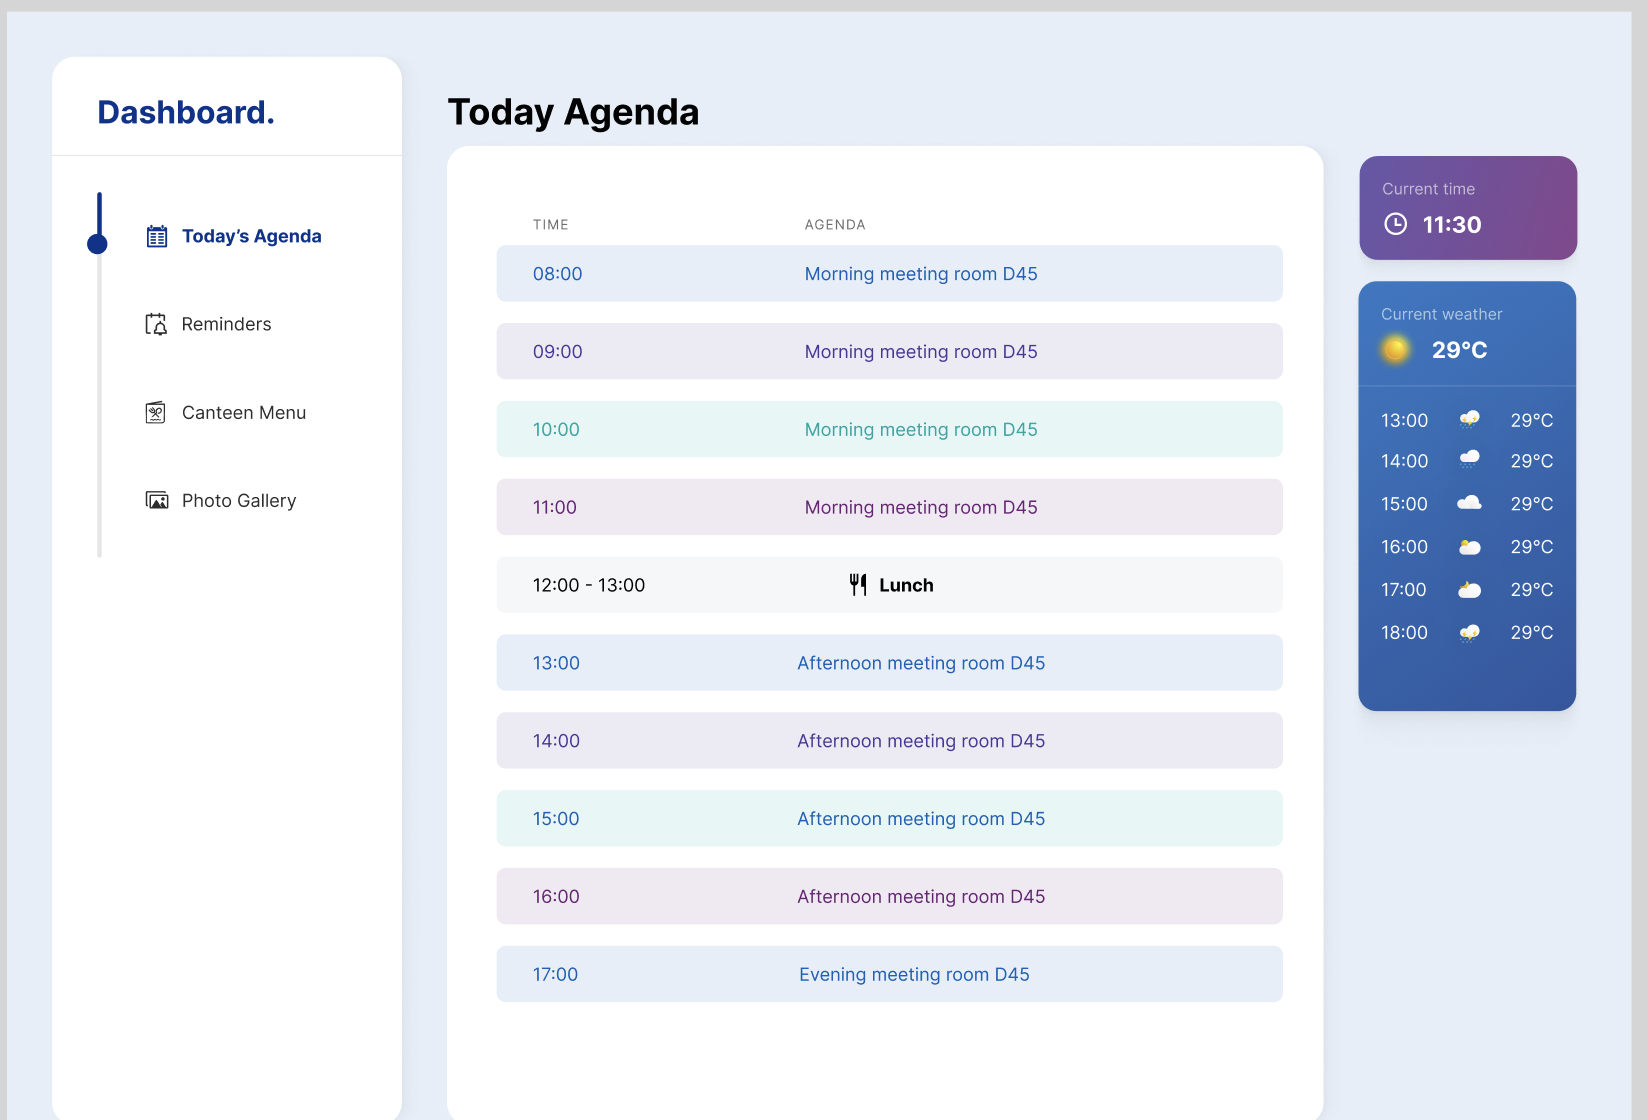 Dashboard.
Today’s Agenda
Reminders
Canteen Menu
Photo Gallery
Today Agenda
TIME AGENDA
08:00 Morning meeting room D45
09:00 Morning meeting room D45
10:00 Morning meeting room D45
11:00 Morning meeting room D45
12:00 - 13:00 Lunch
13:00 Afternoon meeting room D45
14:00 Afternoon meeting room D45
15:00 Afternoon meeting room D45
16:00 Afternoon meeting room D45
17:00 Evening meeting room D45
Current time
11:30
Current weather
29°C
13:00 29°C
14:00 29°C
15:00 29°C
16:00 29°C
17:00 29°C
18:00 29°C